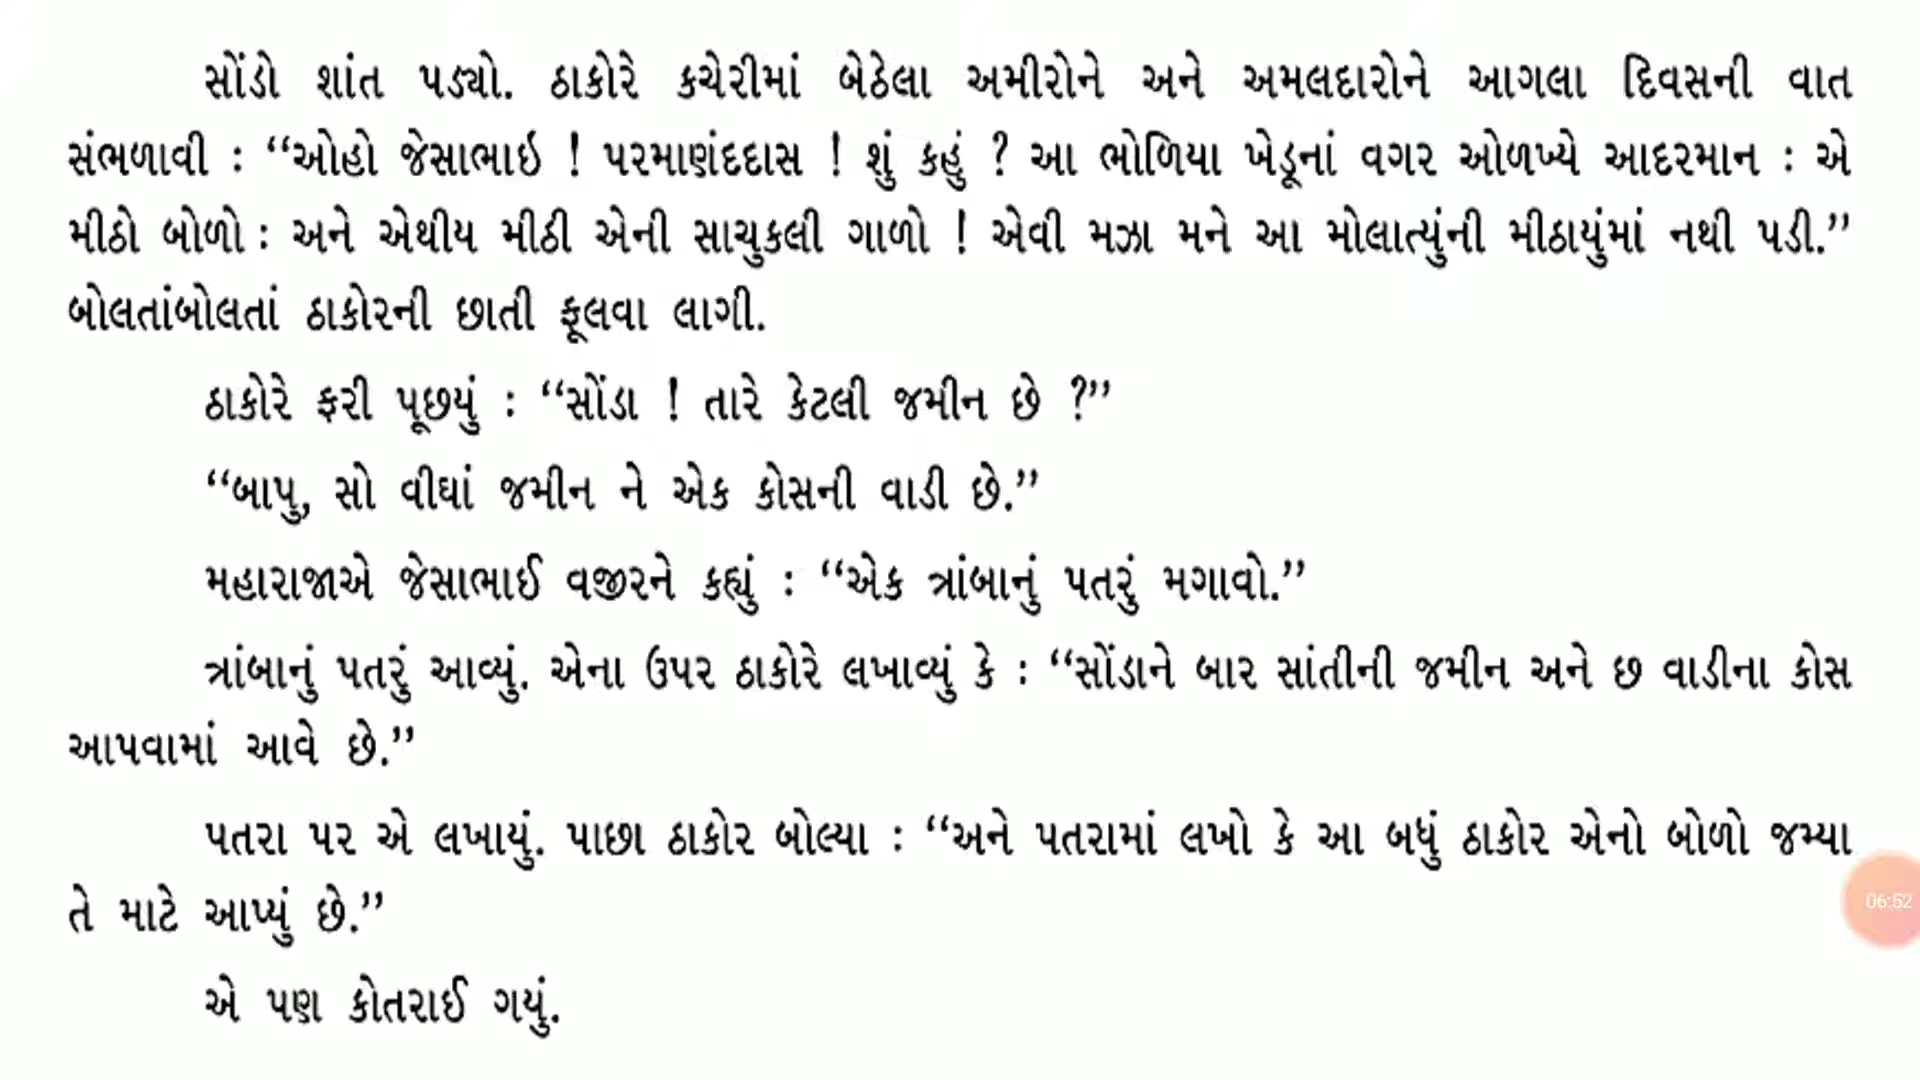 સોંડો શાંત પડ્યો. ઠાકોરે કચેરીમાં બેઠેલા અમીરોને અને અમલદારોને આગલા દિવસની વાત
સંભળાવી : “ઓહો જેસાભાઇ ! પરમાણંદદાસ ! શું કહું ? આ ભોળિયા ખેડૂનાં વગર ઓળખ્યે આદરમાન : એ
મીઠો બોળો : અને એથીય મીઠી એની સાચુકલી ગાળો ! એવી મઝા મને આ મોલાત્યુંની મીઠાયુંમાં નથી પડી.”
બોલતાંબોલતાં ઠાકોરની છાતી ફૂલવા લાગી.
ઠાકોરે ફરી પૂછયું : “સોંડા ! તારે કેટલી જમીન છે ?”
“બાપુ, સો વીઘાં જમીન ને એક કોસની વાડી છે.”
મહારાજાએ જેસાભાઈ વજીરને કહ્યું : “એક ત્રાંબાનું પતરું મગાવો.”
ત્રાંબાનું પતરું આવ્યું. એના ઉપર ઠાકોરે લખાવ્યું કે : “સોંડાને બાર સાંતીની જમીન અને છ વાડીના કોસ
આપવામાં આવે છે.”
પતરા પર એ લખાયું. પાછા ઠાકોર બોલ્યા : “અને પતરામાં લખો કે આ બધું ઠાકોર એનો બોળો જમ્યા
તે માટે આપ્યું છે.”
એ પણ કોતરાઈ ગયું.
06:52